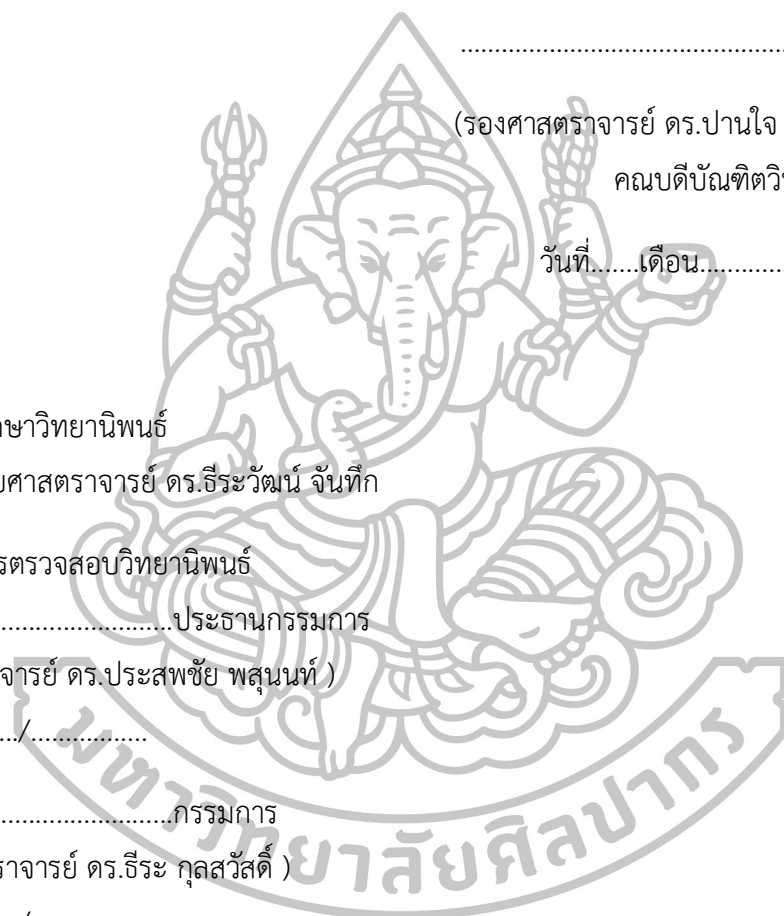 ................................................
(รองศาสตราจารย์ ดร.ปานใจ
คณบดีบัณฑิตวิ
วันที่.......เดือน............
วิทยานิพนธ์
ศาสตราจารย์ ดร.ธีระวัฒน์ จันทึก
ตรวจสอบวิทยานิพนธ์
..........................ประธานกรรมการ
จารย์ ดร.ประสพชัย พสุนนท์ )
.../.................
..........................กรรมการ
ราจารย์ ดร.ธีระ กุลสวัสดิ์ )
มหาวิทยาลัยศิลปากร